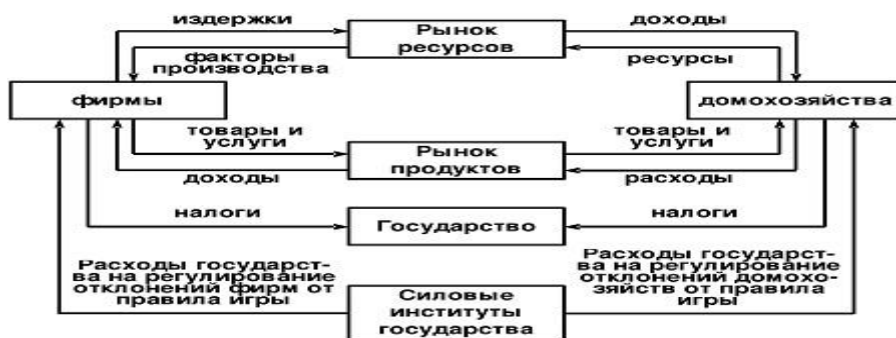 издержки
Рынок
ресурсов
доходы
факторы
производства
ресурсы
фирмы
домохозяйства
товары и
услуги
Рынок
продуктов
товары и
услуги
доходы
расходы
налоги
Государство
налоги
Расходы государст-
ва на регулирование
отклонений фирм от
правила игры
Силовые
институты
государства
Расходы государст-
ва на регулирование
отклонений домохо-
зяйств от правила
игры